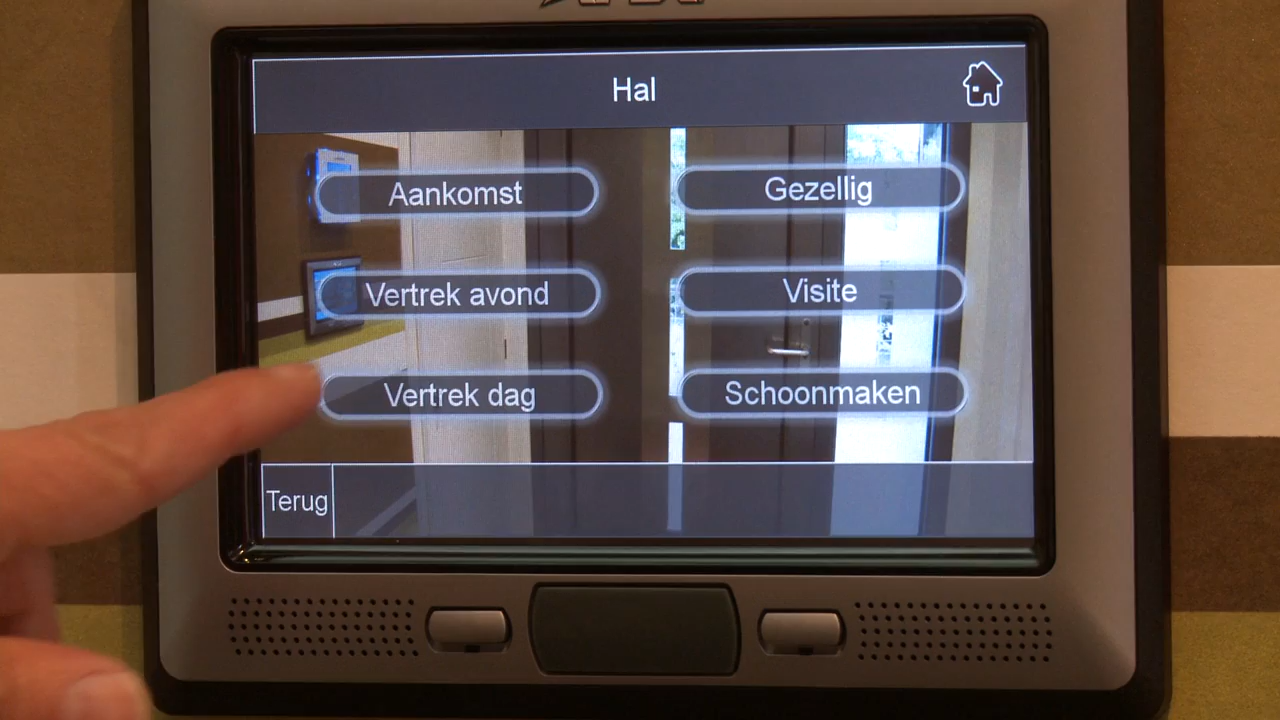 Hal
Aankomst
Gezellig
Vertrek avond
Visite
Vertrek dag
Schoonmaken
Terug